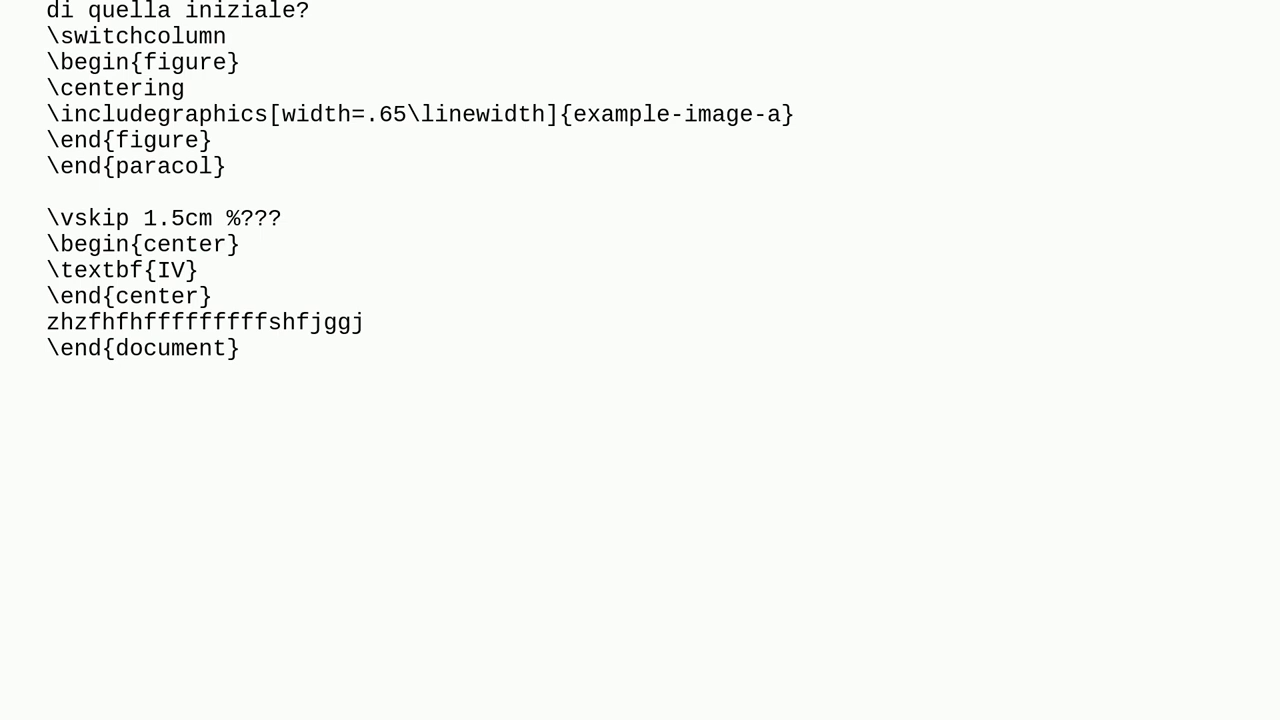 di quella iniziale?
\switchcolumn
\begin{figure}
\centering
\includegraphics[width=.65\linewidth]{example-image-a}
\end{figure}
\end{paracol}

\vskip 1.5cm %???
\begin{center}
\textbf{IV}
\end{center}
zhzfhfhfffffffffshfjggj
\end{document}